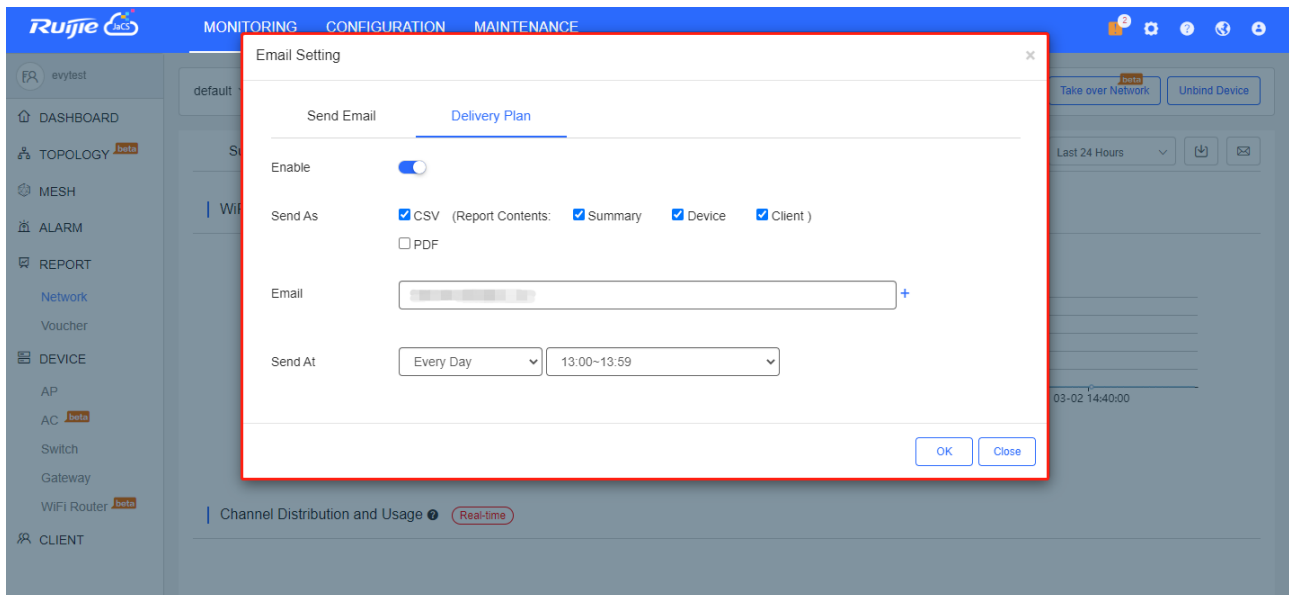 Ruijie JaCS MONITORING CONFIGURATION MAINTENANCE 2
Email Setting ×
FR evytest
default Take over Network beta Unbind Device
DASHBOARD
Send Email Delivery Plan
TOPOLOGY beta
Last 24 Hours
Enable
MESH
Send As CSV (Report Contents: Summary Device Client )
ALARM
PDF
REPORT
Network
Email +
Voucher
DEVICE
Send At Every Day 13:00~13:59
AP
03-02 14:40:00
AC beta
Switch
OK Close
Gateway
WiFi Router beta
Channel Distribution and Usage ? Real-time
CLIENT